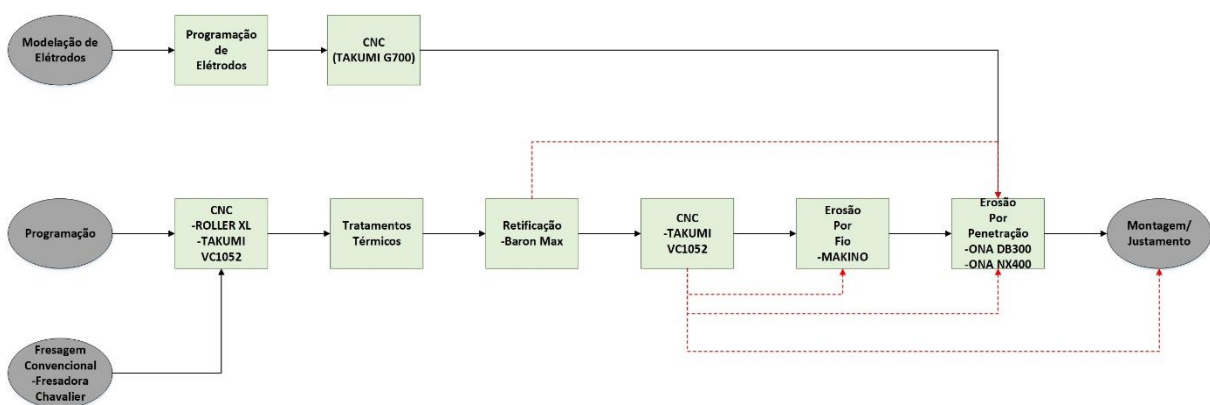 Modelação de
Elétrodos
Programação
de
Elétrodos
CNC
(TAKUMI G700)
Programação
CNC
-ROLLER XL
-TAKUMI
VC1052
Tratamentos
Térmicos
Retificação
-Baron Max
CNC
-TAKUMI
VC1052
Erosão
Por
Fio
-MAKINO
Erosão
Por
Penetração
-ONA DB300
-ONA NX400
Montagem/
Justamento
Fresagem
Convencional
-Fresadora
Chavalier